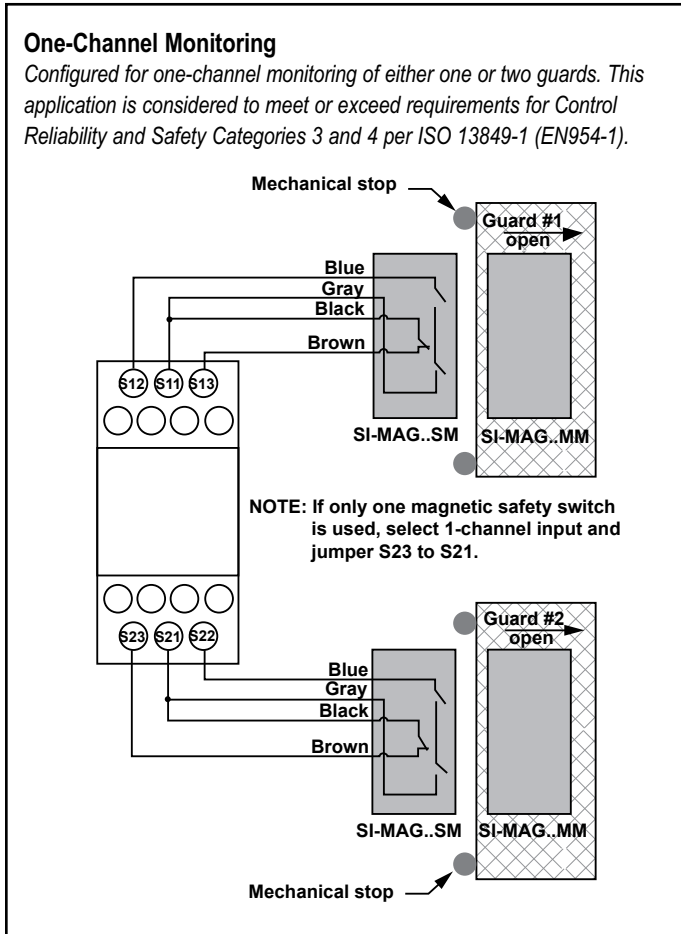 One-Channel Monitoring
Configured for one-channel monitoring of either one or two guards. This
application is considered to meet or exceed requirements for Control
Reliability and Safety Categories 3 and 4 per ISO 13849-1 (EN954-1).
Mechanical stop
Guard #1
open
Blue
Gray
Black
Brown
S12 S11 S13
SI-MAG..SM SI-MAG..MM
NOTE: If only one magnetic safety switch
is used, select 1-channel input and
jumper S23 to S21.
Guard #2
open
S23 S21 S22
Blue
Gray
Black
Brown
SI-MAG..SM SI-MAG..MM
Mechanical stop